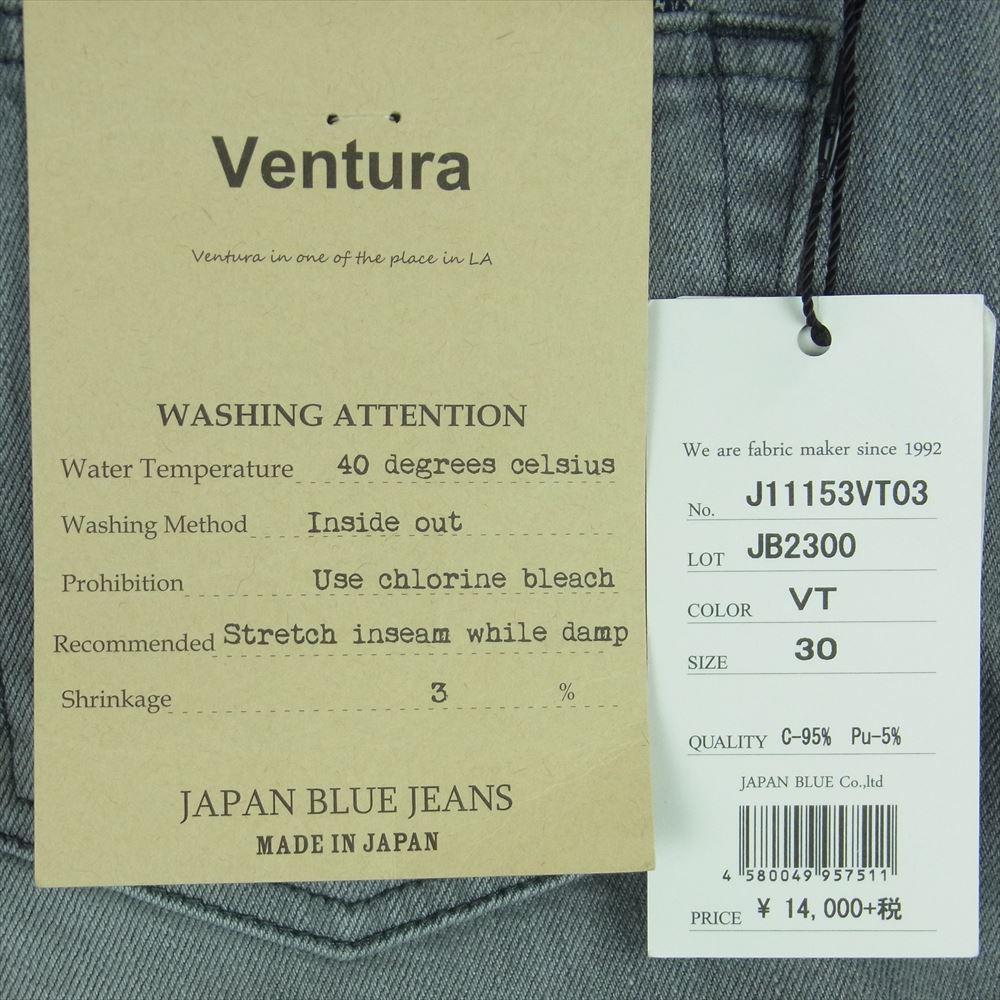 Ventura
Ventura in one of the place in LA
WASHING ATTENTION
Water Temperature 40 degrees celsius
Washing Method Inside out
Prohibition Use chlorine bleach
Recommended Stretch inseam while damp
Shrinkage 3 %
JAPAN BLUE JEANS
MADE IN JAPAN
We are fabric maker since 1992
No. J11153VT03
LOT JB2300
COLOR VT
SIZE 30
QUALITY C-95% Pu-5%
JAPAN BLUE Co.,ltd
4 580049 957511
PRICE ¥ 14,000+税